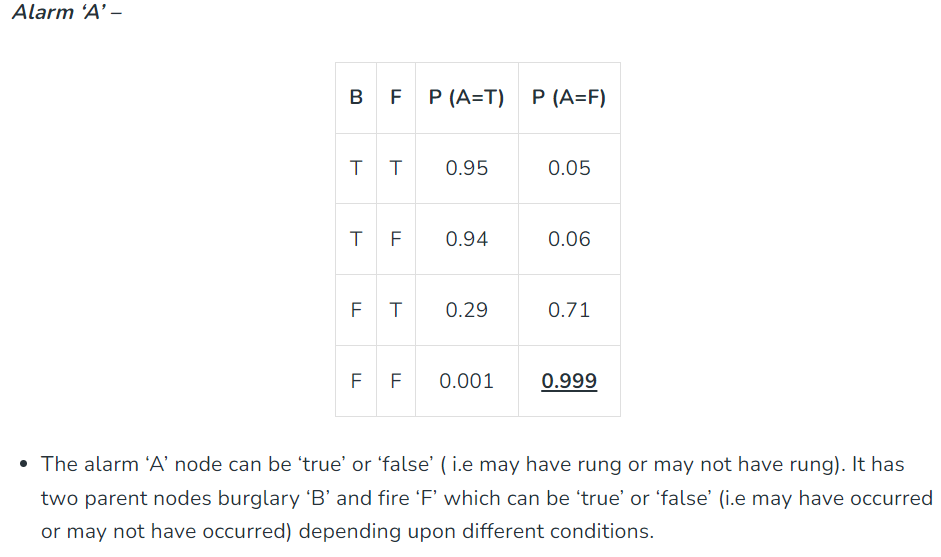 Alarm ‘A’ –
B F P (A=T) P (A=F)
T T 0.95 0.05
T F 0.94 0.06
F T 0.29 0.71
F F 0.001 0.999
• The alarm ‘A’ node can be ‘true’ or ‘false’ ( i.e may have rung or may not have rung). It has
two parent nodes burglary ‘B’ and fire ‘F’ which can be ‘true’ or ‘false’ (i.e may have occurred
or may not have occurred) depending upon different conditions.